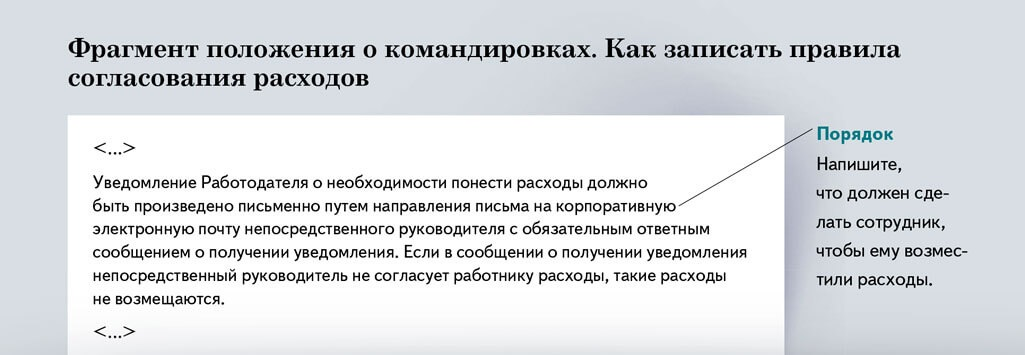 Фрагмент положения о командировках. Как записать правила
согласования расходов
<...>
Уведомление Работодателя о необходимости понести расходы должно
быть произведено письменно путем направления письма на корпоративную
электронную почту непосредственного руководителя с обязательным ответным
сообщением о получении уведомления. Если в сообщении о получении уведомления
непосредственный руководитель не согласует работнику расходы, такие расходы
не возмещаются.
<...>
Порядок
Напишите,
что должен сде-
лать сотрудник,
чтобы ему возмес-
тили расходы.